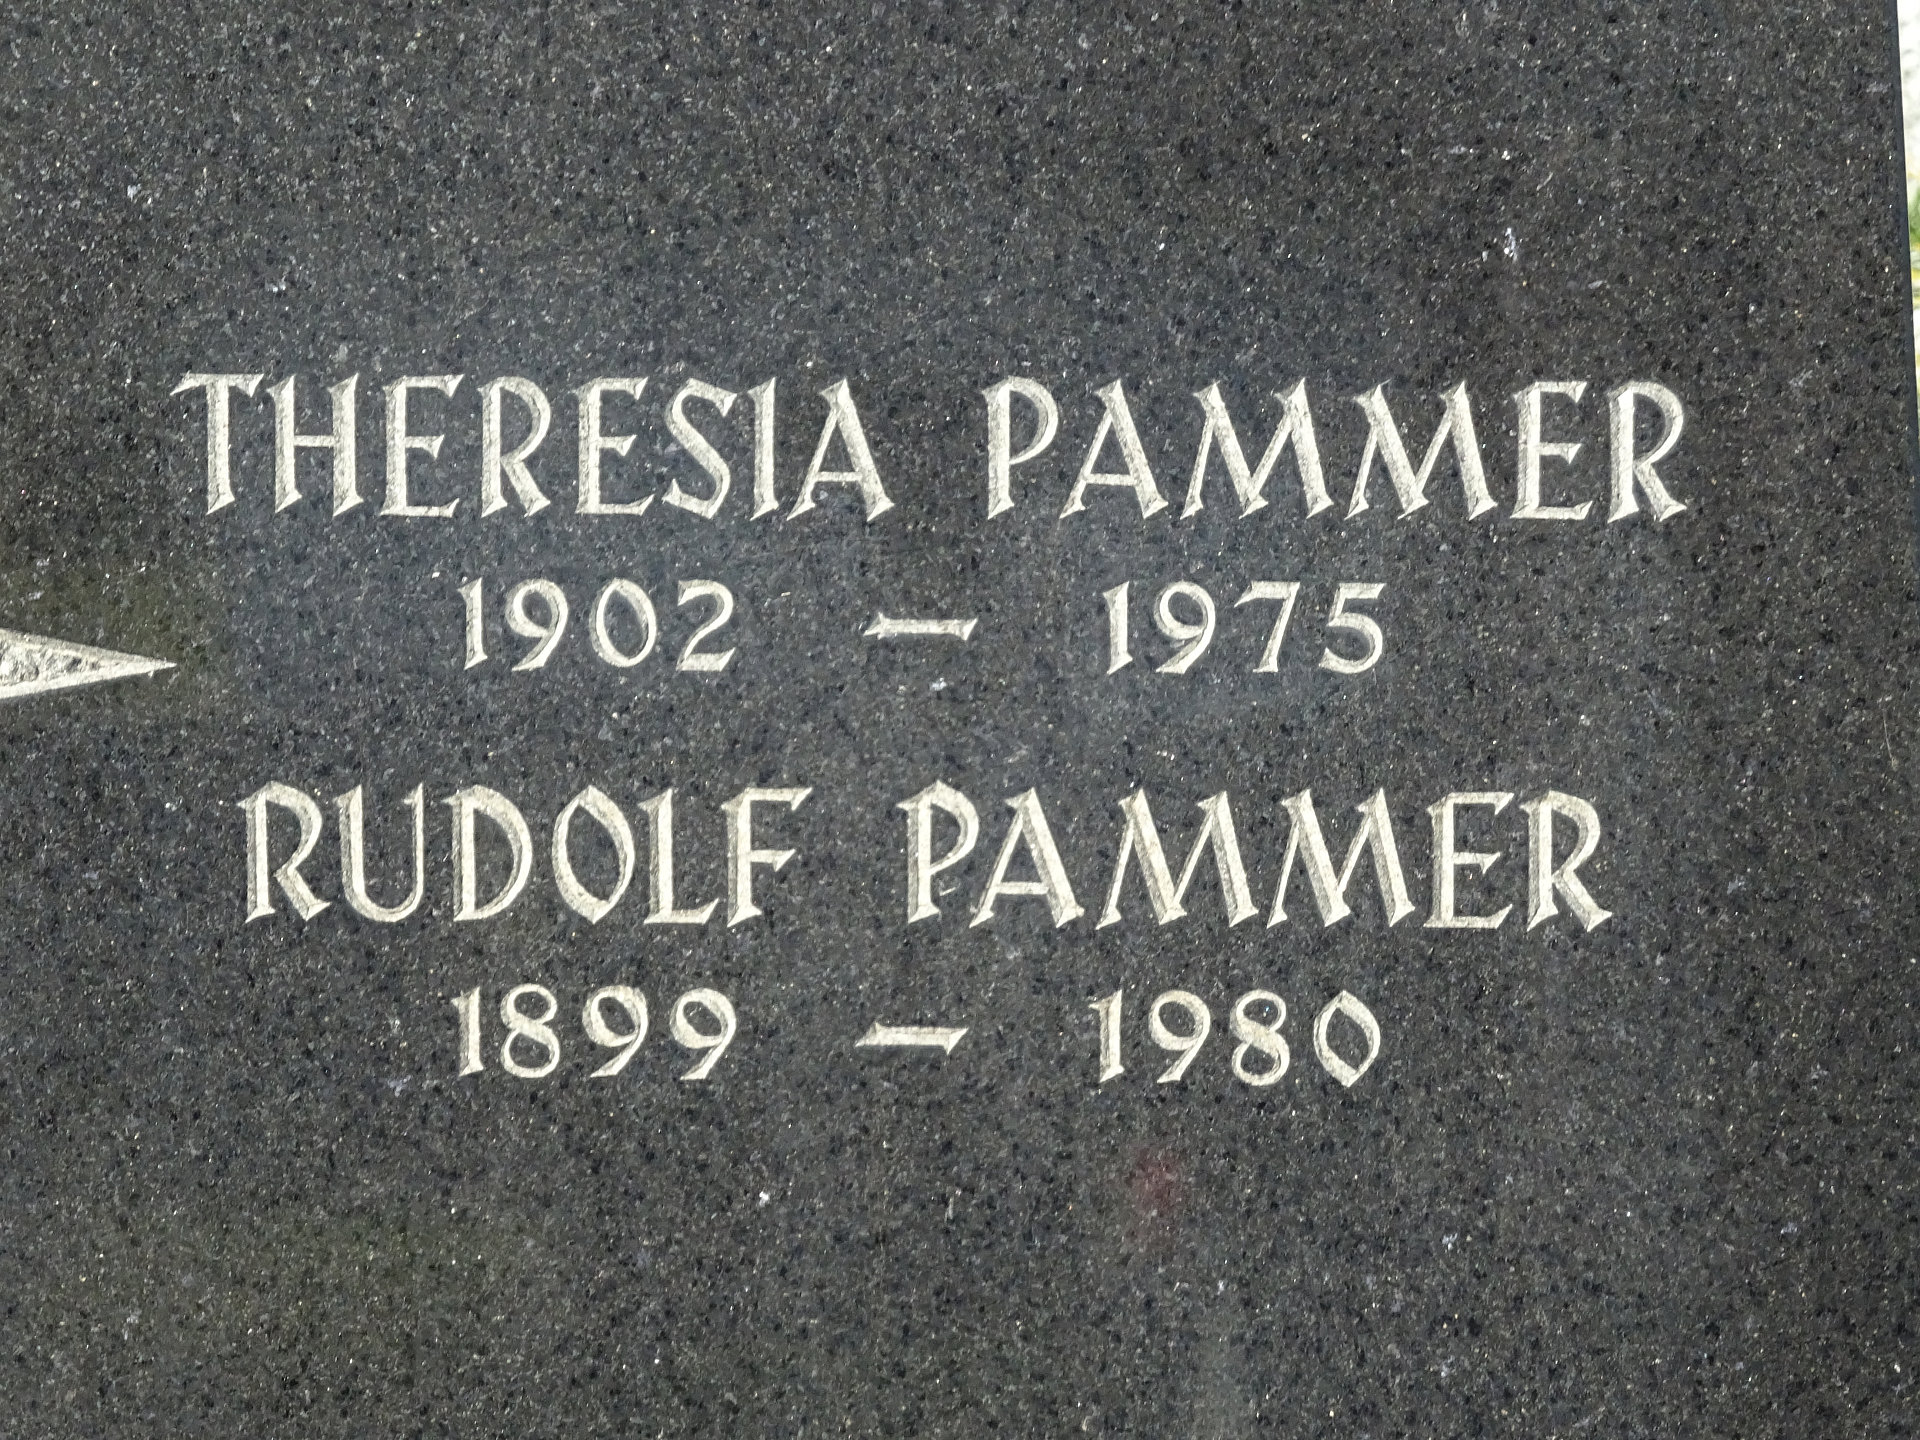 THERESIA PAMMER
1902 – 1975
RUDOLF PAMMER
1899 – 1980